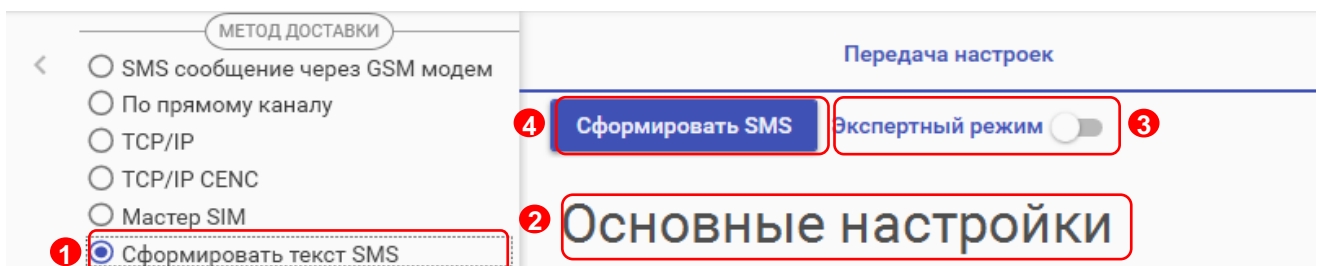 МЕТОД ДОСТАВКИ
SMS сообщение через GSM модем
По прямому каналу
TCP/IP
TCP/IP CENC
Мастер SIM
1 Сформировать текст SMS
Передача настроек
4 Сформировать SMS Экспертный режим 3
2 Основные настройки